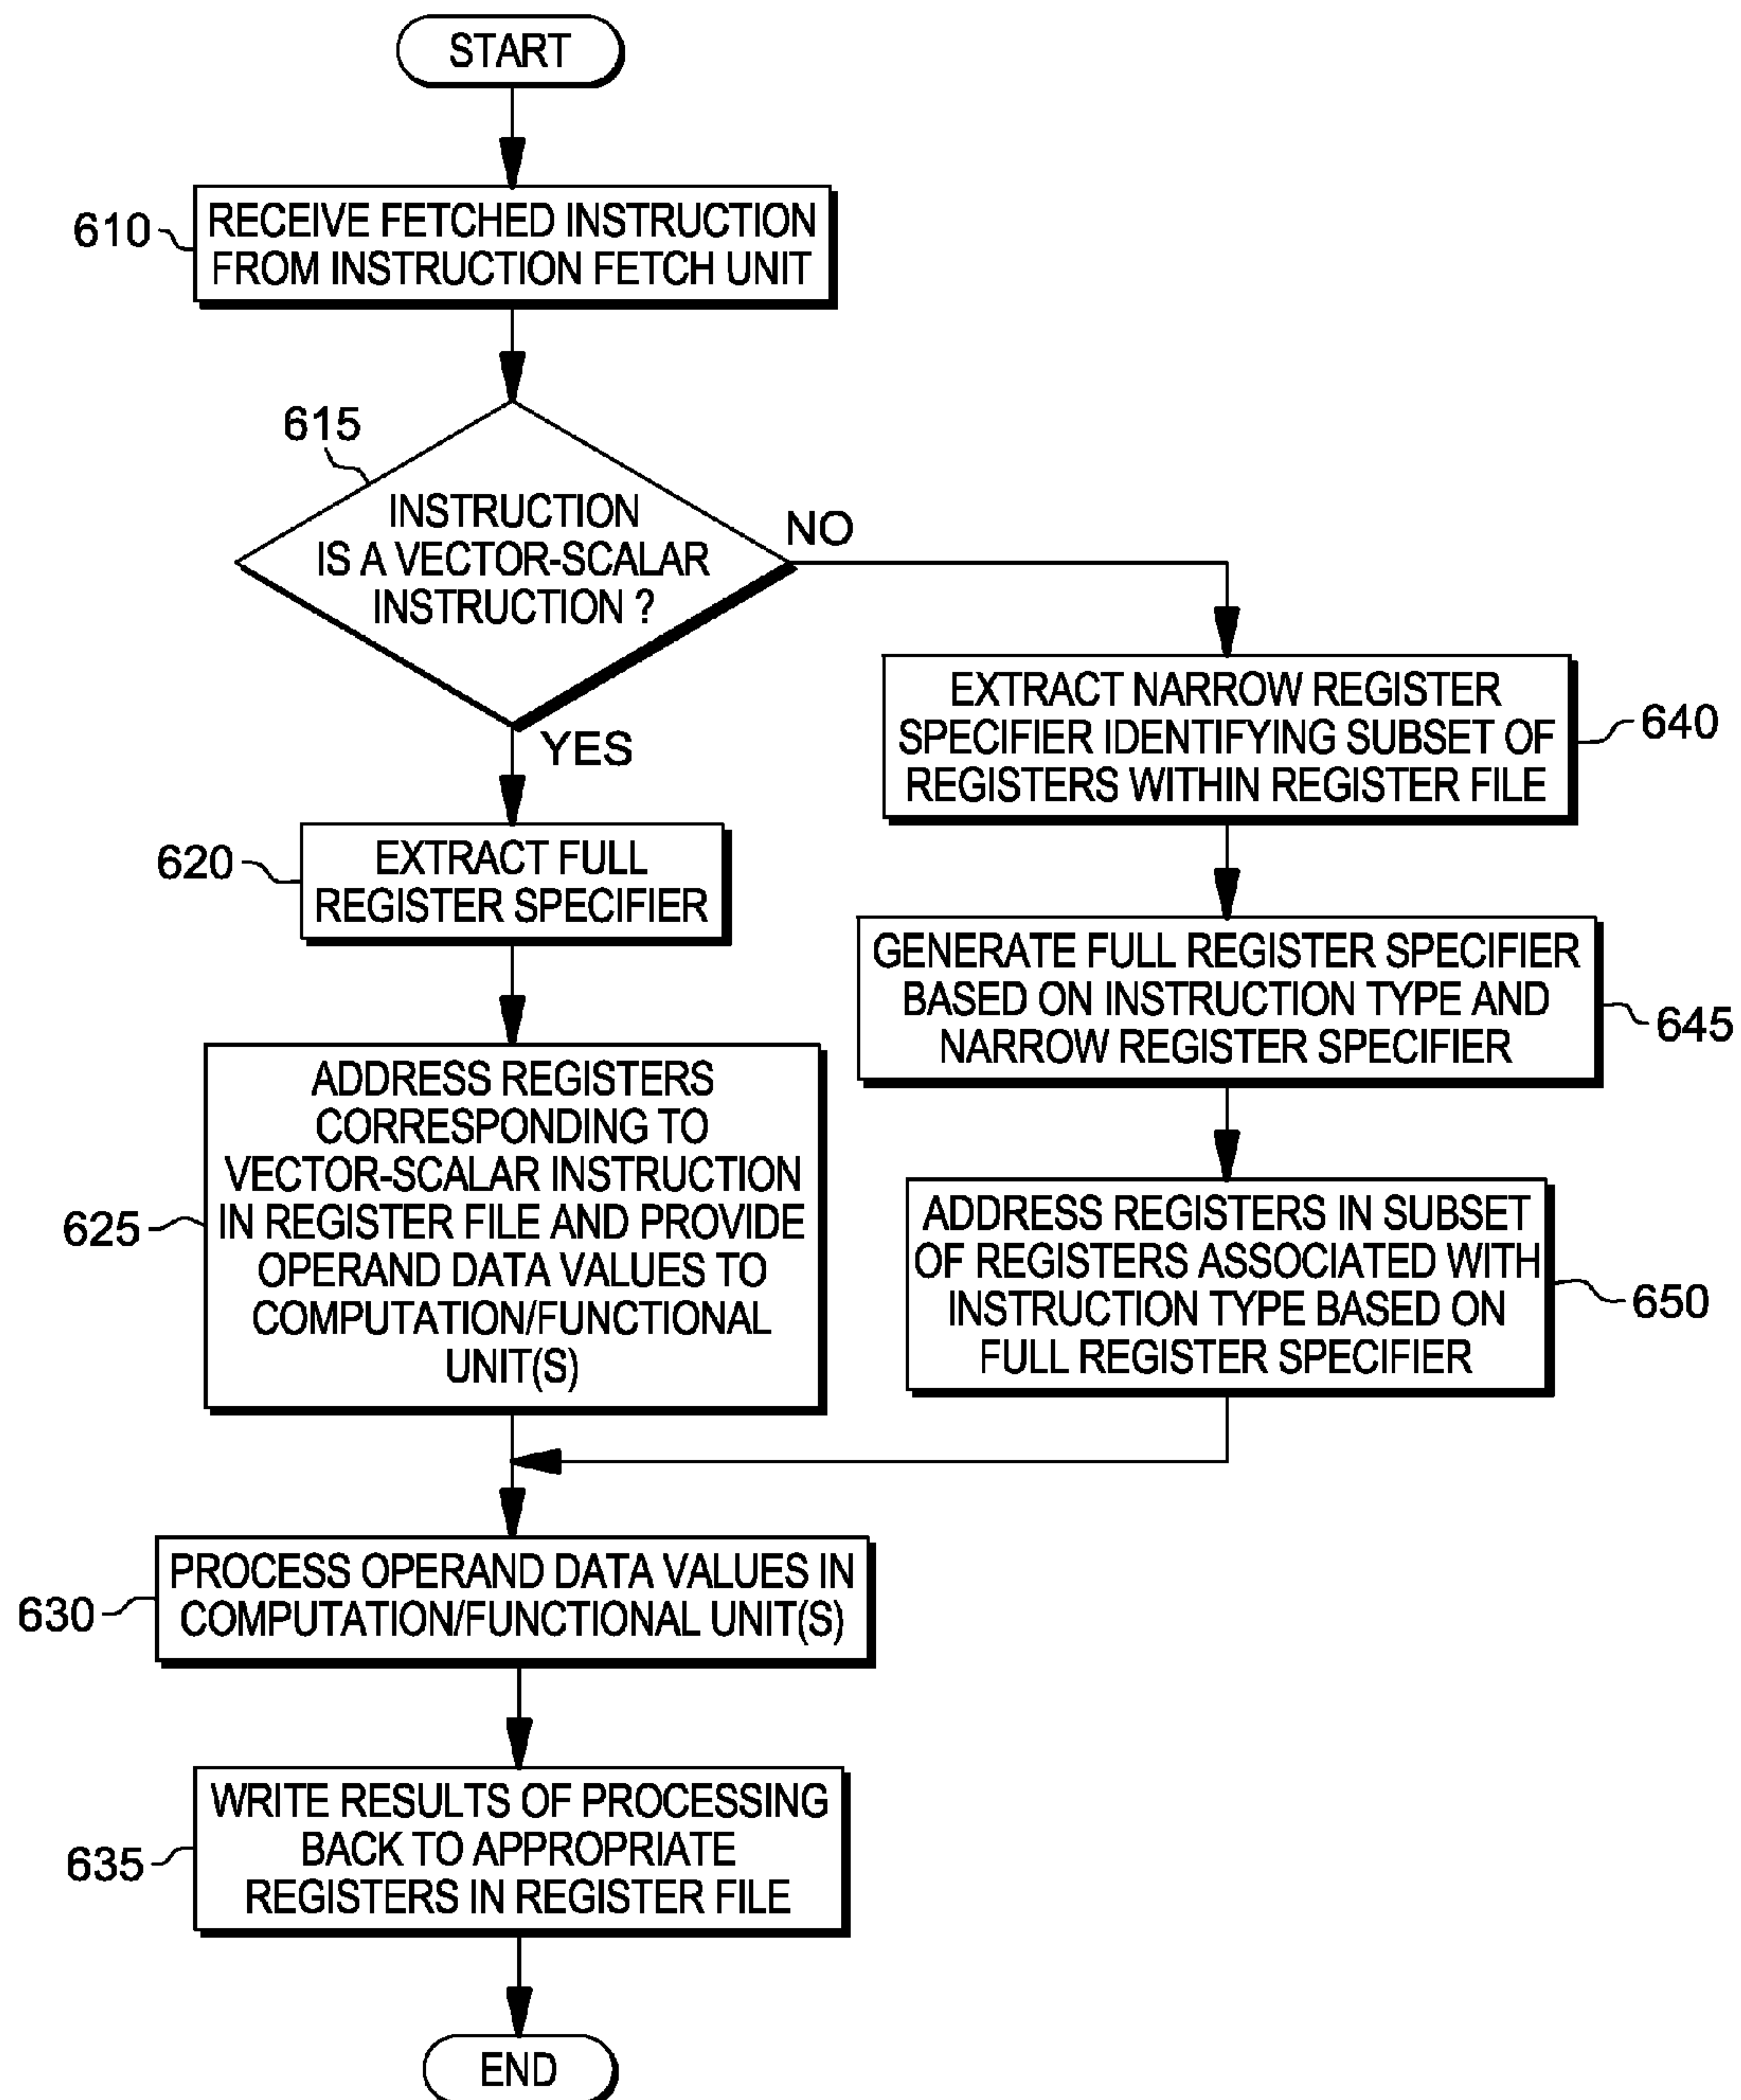 START
610
RECEIVE FETCHED INSTRUCTION
FROM INSTRUCTION FETCH UNIT
615
INSTRUCTION
IS A VECTOR-SCALAR
INSTRUCTION ?
NO
YES
620
EXTRACT FULL
REGISTER SPECIFIER
625
ADDRESS REGISTERS
CORRESPONDING TO
VECTOR-SCALAR INSTRUCTION
IN REGISTER FILE AND PROVIDE
OPERAND DATA VALUES TO
COMPUTATION/FUNCTIONAL
UNIT(S)
EXTRACT NARROW REGISTER
SPECIFIER IDENTIFYING SUBSET OF
REGISTERS WITHIN REGISTER FILE
640
GENERATE FULL REGISTER SPECIFIER
BASED ON INSTRUCTION TYPE AND
NARROW REGISTER SPECIFIER
645
ADDRESS REGISTERS IN SUBSET
OF REGISTERS ASSOCIATED WITH
INSTRUCTION TYPE BASED ON
FULL REGISTER SPECIFIER
650
630
PROCESS OPERAND DATA VALUES IN
COMPUTATION/FUNCTIONAL UNIT(S)
635
WRITE RESULTS OF PROCESSING
BACK TO APPROPRIATE
REGISTERS IN REGISTER FILE
END